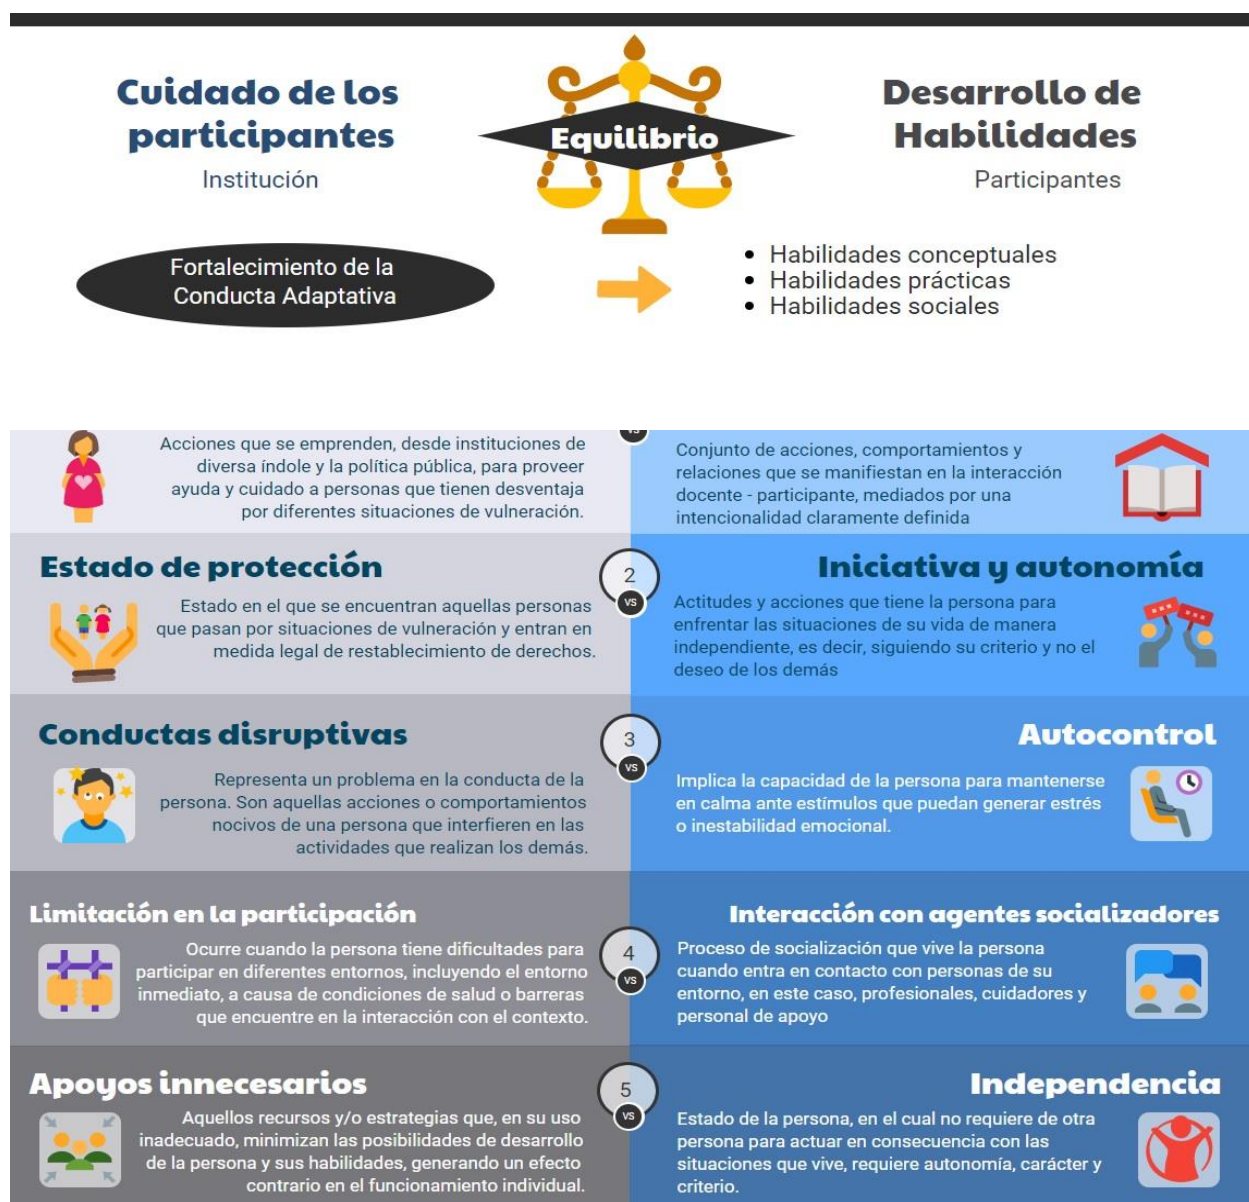 Cuidado de los
participantes
Institución
Equilibrio
Desarrollo de
Habilidades
Participantes
Fortalecimiento de la
Conducta Adaptativa
• Habilidades conceptuales
• Habilidades prácticas
• Habilidades sociales
Acciones que se emprenden, desde instituciones de
diversa índole y la política pública, para proveer
ayuda y cuidado a personas que tienen desventaja
por diferentes situaciones de vulneración.
vs
Conjunto de acciones, comportamientos y
relaciones que se manifiestan en la interacción
docente - participante, mediados por una
intencionalidad claramente definida
Estado de protección
Estado en el que se encuentran aquellas personas
que pasan por situaciones de vulneración y entran en
medida legal de restablecimiento de derechos.
2
vs
Iniciativa y autonomía
Actitudes y acciones que tiene la persona para
enfrentar las situaciones de su vida de manera
independiente, es decir, siguiendo su criterio y no el
deseo de los demás
Conductas disruptivas
Representa un problema en la conducta de la
persona. Son aquellas acciones o comportamientos
nocivos de una persona que interfieren en las
actividades que realizan los demás.
3
vs
Autocontrol
Implica la capacidad de la persona para mantenerse
en calma ante estímulos que puedan generar estrés
o inestabilidad emocional.
Limitación en la participación
Ocurre cuando la persona tiene dificultades para
participar en diferentes entornos, incluyendo el entorno
inmediato, a causa de condiciones de salud o barreras
que encuentre en la interacción con el contexto.
4
vs
Interacción con agentes socializadores
Proceso de socialización que vive la persona
cuando entra en contacto con personas de su
entorno, en este caso, profesionales, cuidadores y
personal de apoyo
Apoyos innecesarios
Aquellos recursos y/o estrategias que, en su uso
inadecuado, minimizan las posibilidades de desarrollo
de la persona y sus habilidades, generando un efecto
contrario en el funcionamiento individual.
5
vs
Independencia
Estado de la persona, en el cual no requiere de otra
persona para actuar en consecuencia con las
situaciones que vive, requiere autonomía, carácter y
criterio.